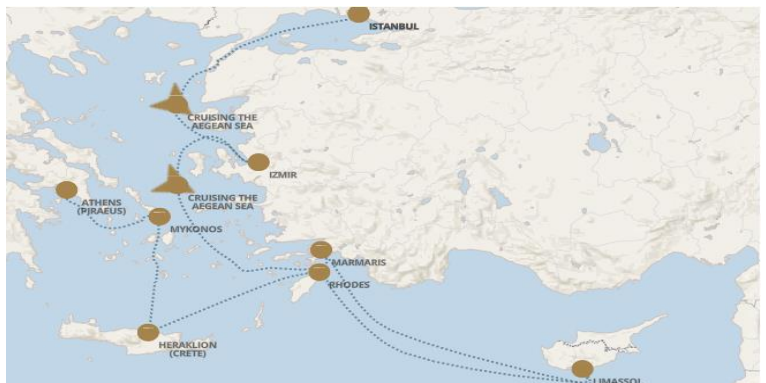 ISTANBUL
CRUISING THE
AEGEAN SEA
IZMIR
CRUISING THE
AEGEAN SEA
ATHENS
(PIRAEUS)
MYKONOS
MARMARIS
RHODES
HERAKLION
(CRETE)
LIMASSOL